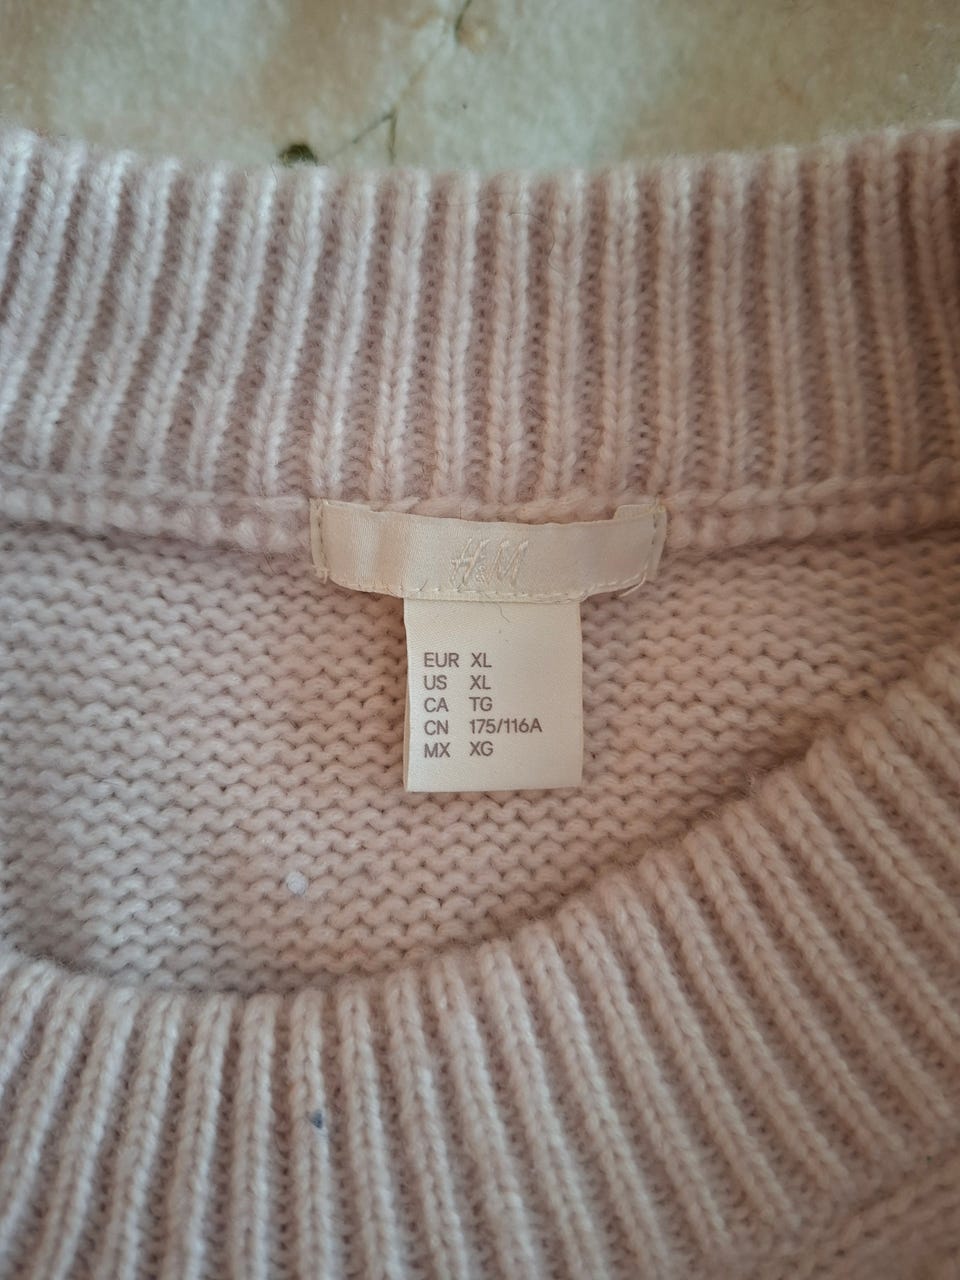 H&M
EUR XL
US XL
CA TG
CN 175/116A
MX XG